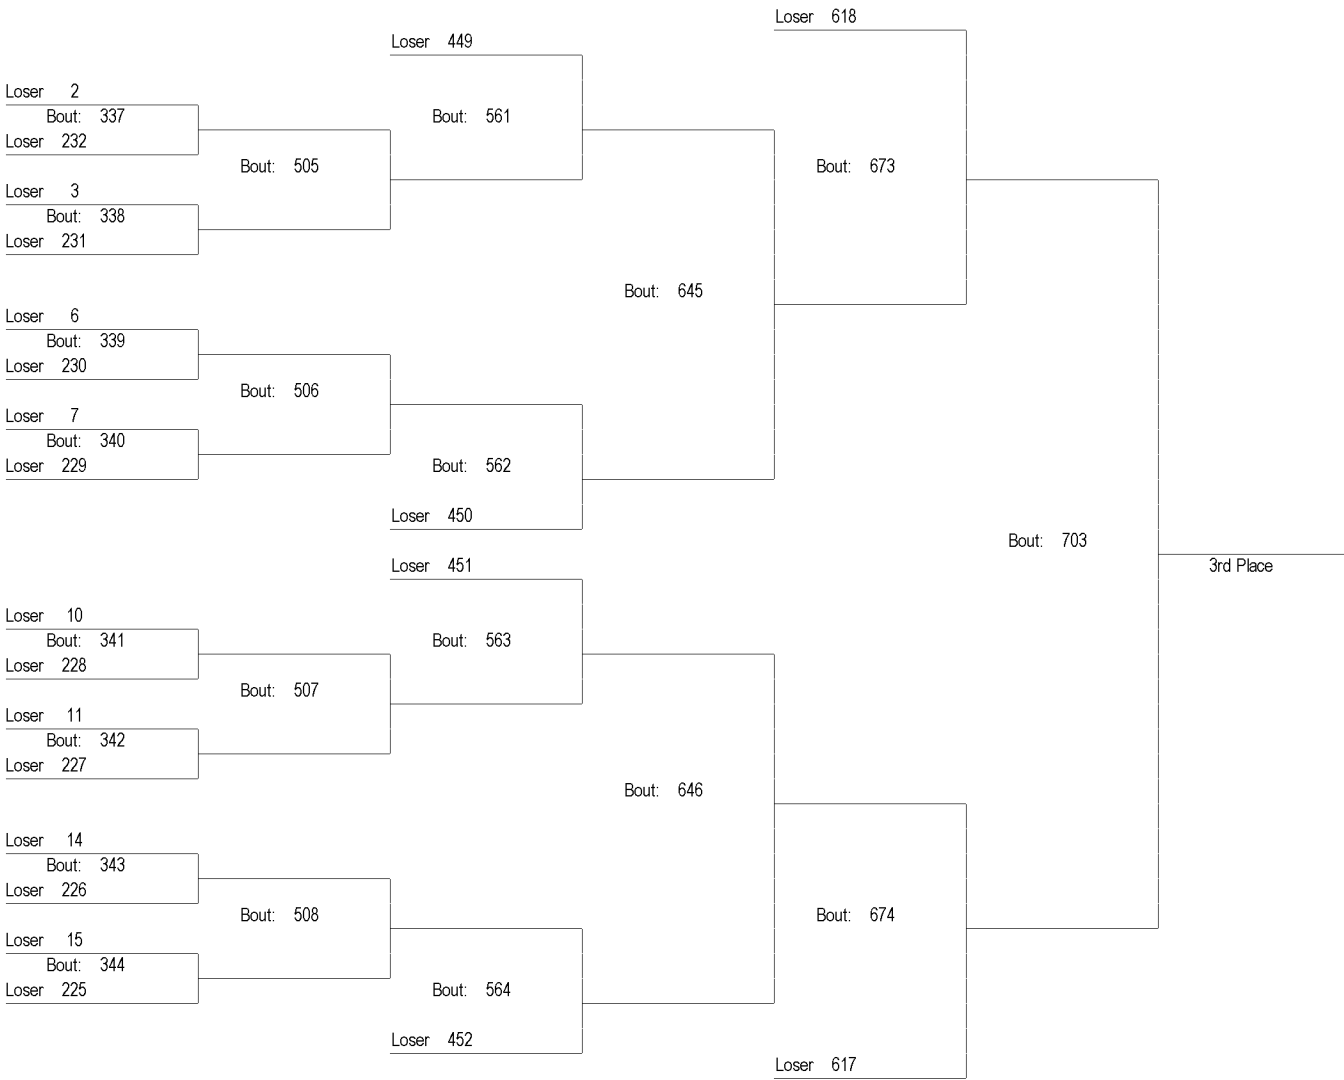 Loser 618
Loser 449
Loser 2
Bout: 337
Bout: 561
Loser 232
Bout: 505
Bout: 673
Loser 3
Bout: 338
Loser 231
Bout: 645
Loser 6
Bout: 339
Loser 230
Bout: 506
Loser 7
Bout: 340
Loser 229
Bout: 562
Loser 450
Bout: 703
Loser 451
3rd Place
Loser 10
Bout: 341
Bout: 563
Loser 228
Bout: 507
Loser 11
Bout: 342
Loser 227
Bout: 646
Loser 14
Bout: 343
Loser 226
Bout: 508
Bout: 674
Loser 15
Bout: 344
Loser 225
Bout: 564
Loser 452
Loser 617